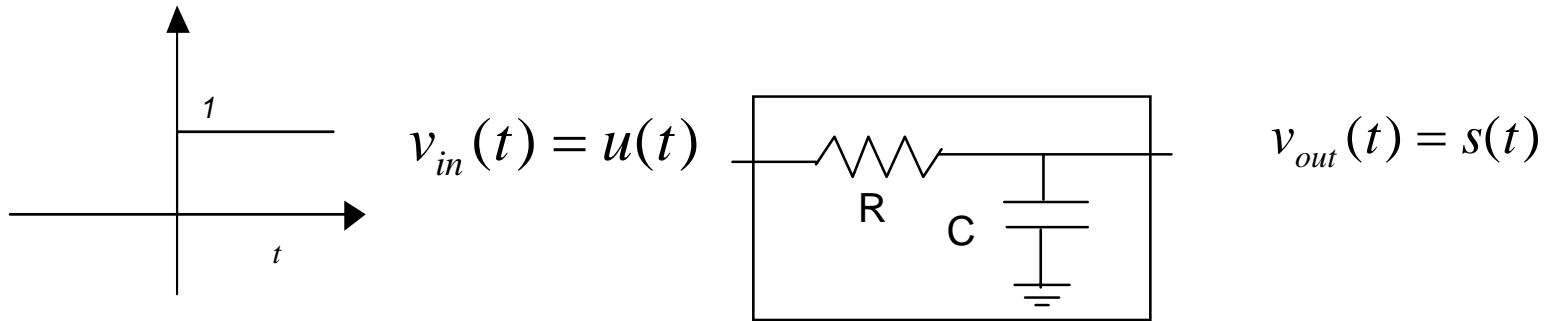 1
t
v_in(t) = u(t)
R
C
v_out(t) = s(t)